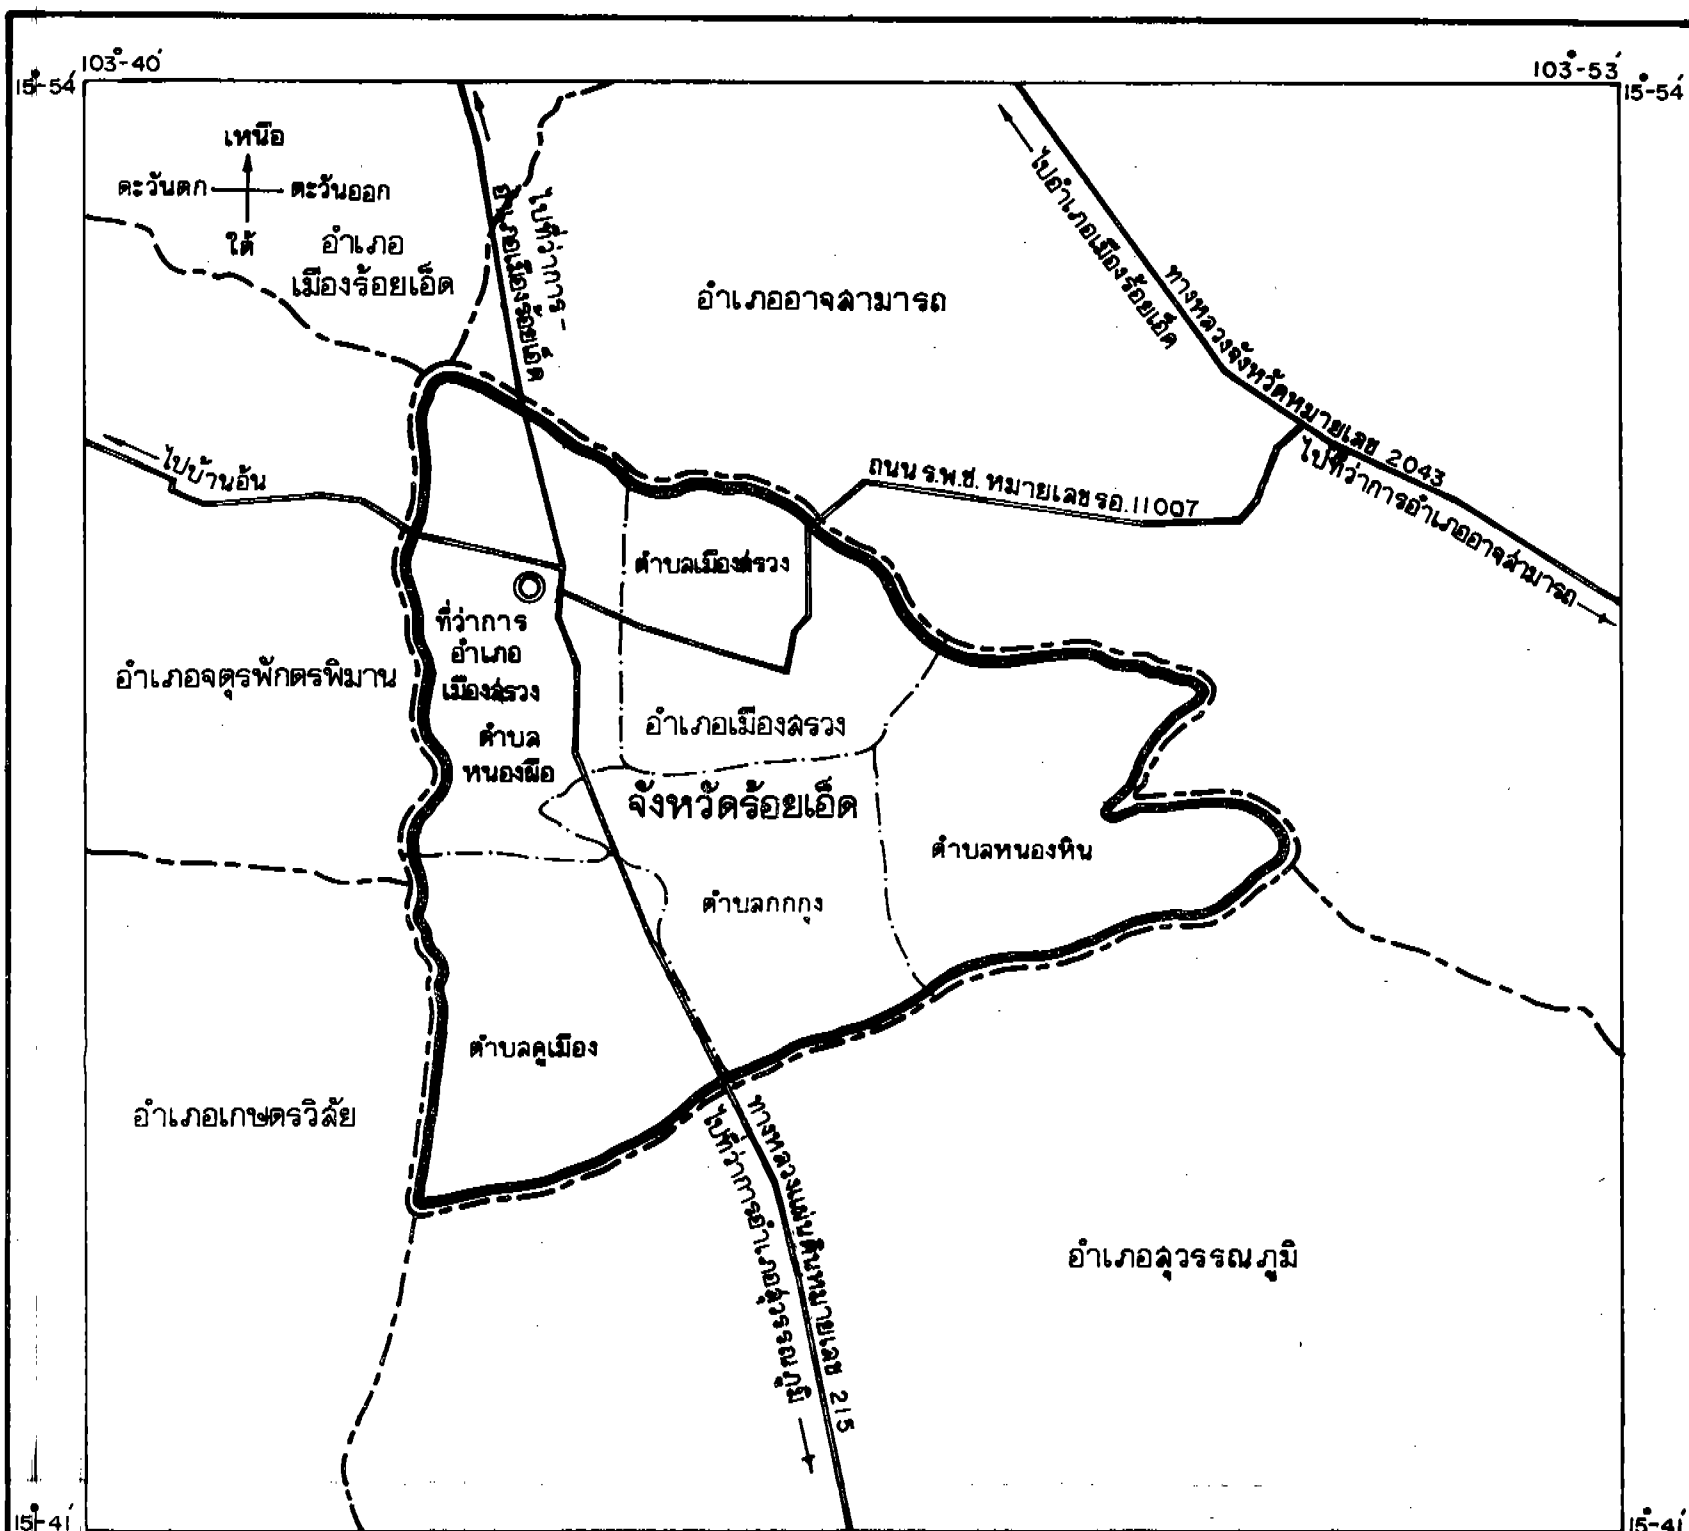 103°-40′
103°-53′
15°-54′
15°-54′
เหนือ
ตะวันตก
ตะวันออก
ใต้
อำเภอ
เมืองร้อยเอ็ด
ไปที่ว่าการ-
อำเภอเมืองร้อยเอ็ด
อำเภออาจสามารถ
ไปอำเภอเมืองร้อยเอ็ด
ทางหลวงจังหวัดหมายเลข 2043
ไปที่ว่าการอำเภออาจสามารถ
ไปบ้านอ้น
ถนน ร.พ.ช. หมายเลข รอ.11007
ตำบลเมืองสรวง
ที่ว่าการ
อำเภอ
เมืองสรวง
อำเภอจตุรพักตรพิมาน
อำเภอเมืองสรวง
ตำบล
หนองผือ
จังหวัดร้อยเอ็ด
ตำบลหนองหิน
ตำบลกกกุง
ตำบลคูเมือง
อำเภอเกษตรวิสัย
ทางหลวงแผ่นดินหมายเลข 215
ไปที่ว่าการอำเภอสุวรรณภูมิ
อำเภอสุวรรณภูมิ
15°-41′
15°-41′